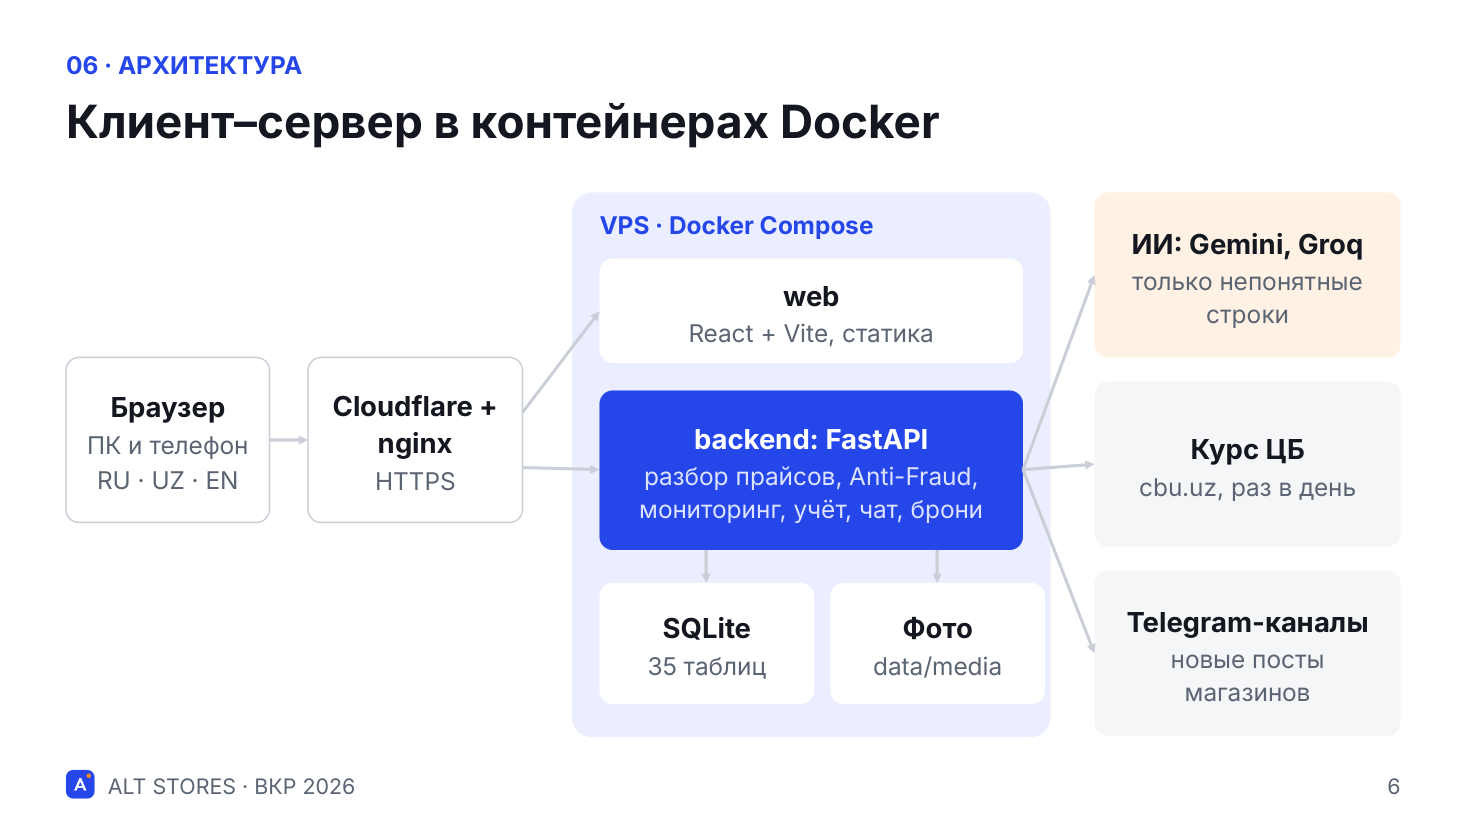 06 · АРХИТЕКТУРА
Клиент–сервер в контейнерах Docker
Браузер
ПК и телефон
RU · UZ · EN
Cloudflare +
nginx
HTTPS
VPS · Docker Compose
web
React + Vite, статика
backend: FastAPI
разбор прайсов, Anti-Fraud,
мониторинг, учёт, чат, брони
SQLite
35 таблиц
Фото
data/media
ИИ: Gemini, Groq
только непонятные
строки
Курс ЦБ
cbu.uz, раз в день
Telegram-каналы
новые посты
магазинов
A
ALT STORES · ВКР 2026
6